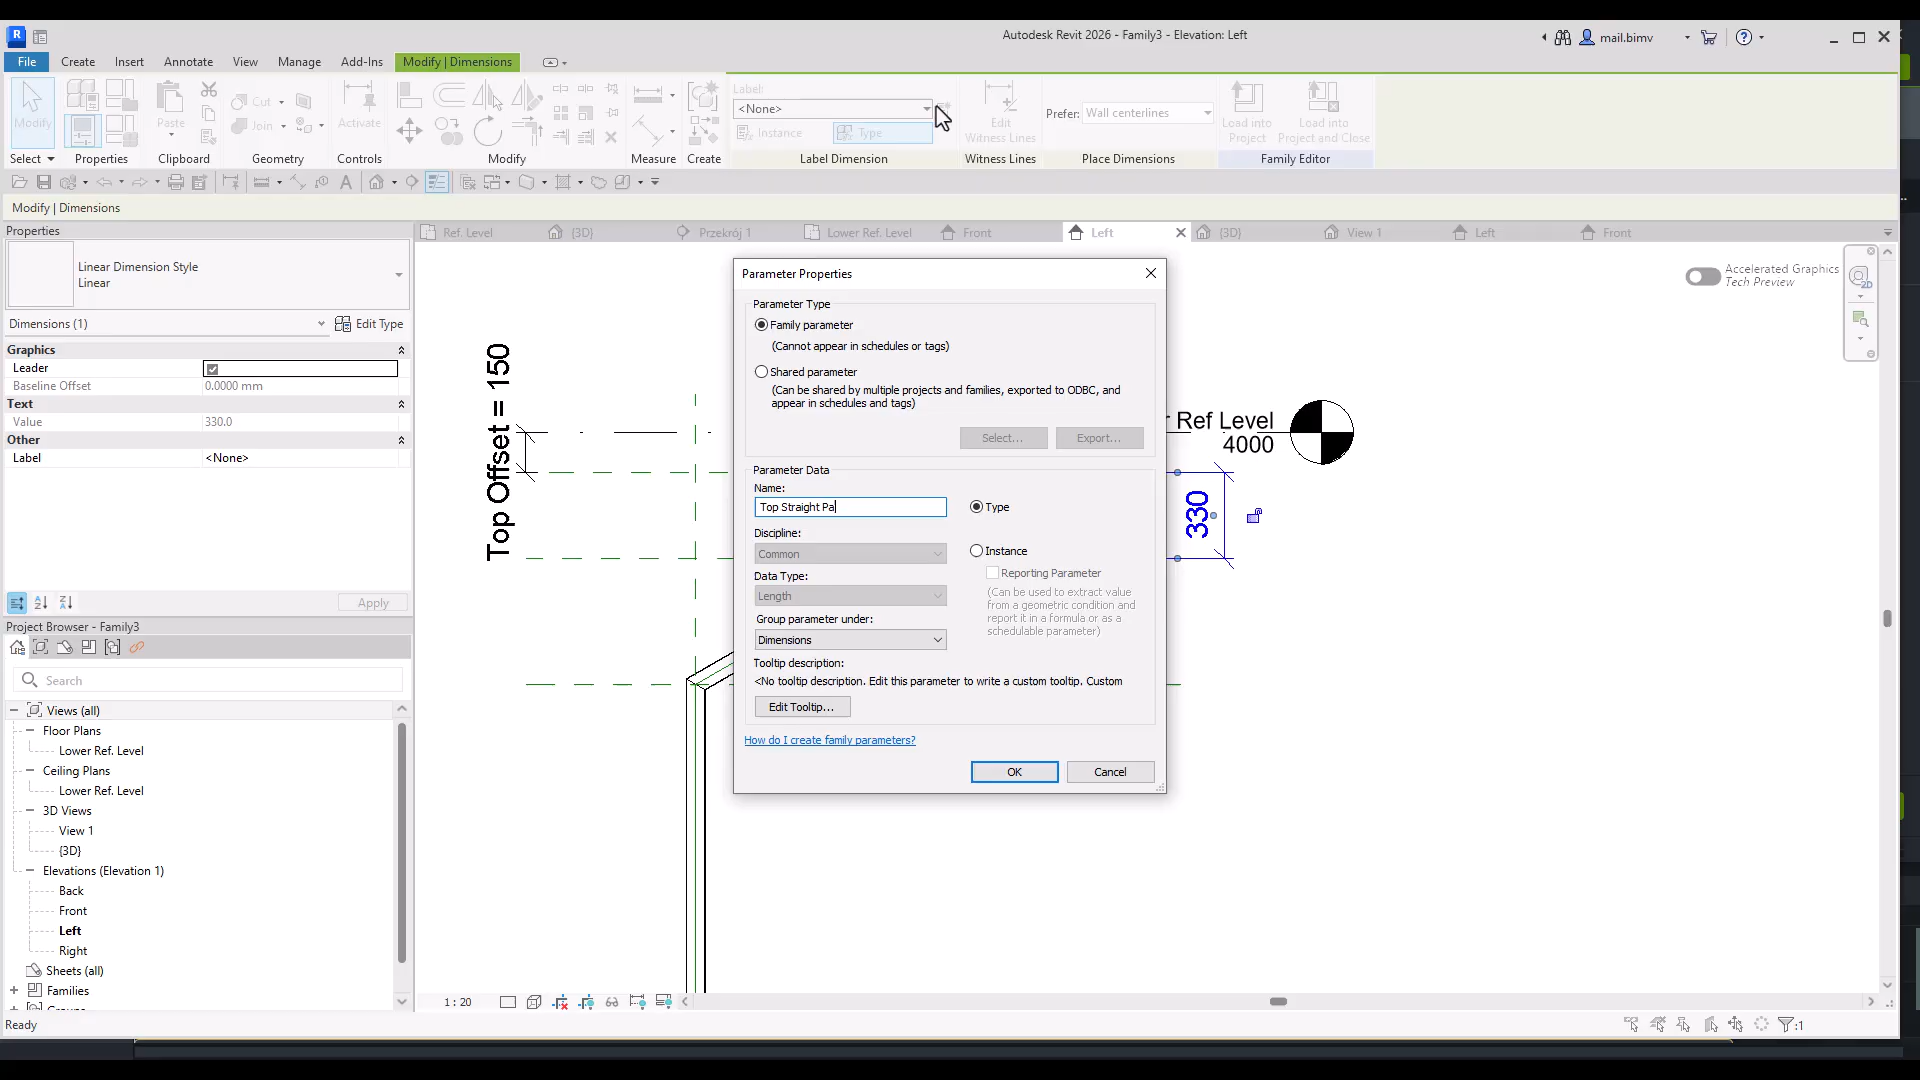 Autodesk Revit 2026 - Family3 - Elevation: Left
mail.bimv
File
Create
Insert
Annotate
View
Manage
Add-Ins
Modify | Dimensions
Modify
Paste
Cut
Join
Activate
Label:
<None>
Instance
Type
Edit
Witness Lines
Prefer:
Wall centerlines
Load into
Project
Load into
Project and Close
Select
Properties
Clipboard
Geometry
Controls
Modify
Measure
Create
Label Dimension
Witness Lines
Place Dimensions
Family Editor
Modify | Dimensions
Properties
Ref. Level
{3D}
Przekrój 1
Lower Ref. Level
Front
Left
{3D}
View 1
Left
Front
Linear Dimension Style
Linear
Dimensions (1)
Edit Type
Graphics
Leader
Baseline Offset
0.0000 mm
Text
Value
330.0
Other
Label
<None>
Apply
Project Browser - Family3
Search
Views (all)
Floor Plans
Lower Ref. Level
Ceiling Plans
Lower Ref. Level
3D Views
View 1
{3D}
Elevations (Elevation 1)
Back
Front
Left
Right
Sheets (all)
Families
Ready
Top Offset = 150
Parameter Properties
Parameter Type
Family parameter
(Cannot appear in schedules or tags)
Shared parameter
(Can be shared by multiple projects and families, exported to ODBC, and
appear in schedules and tags)
Select...
Export...
Parameter Data
Name:
Top Straight Pa
Type
Discipline:
Common
Instance
Data Type:
Reporting Parameter
Length
(Can be used to extract value
from a geometric condition and
report it in a formula or as a
schedulable parameter)
Group parameter under:
Dimensions
Tooltip description:
<No tooltip description. Edit this parameter to write a custom tooltip. Custom
Edit Tooltip...
How do I create family parameters?
OK
Cancel
Ref Level
4000
330
Accelerated Graphics
Tech Preview
2D
1 : 20
:1